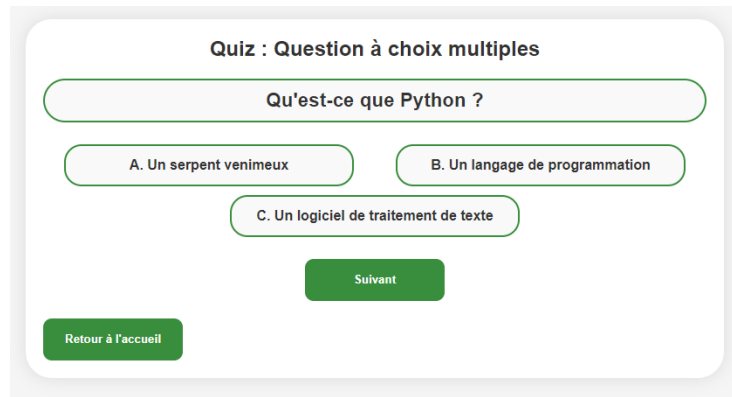 Quiz : Question à choix multiples
Qu'est-ce que Python ?
A. Un serpent venimeux
B. Un langage de programmation
C. Un logiciel de traitement de texte
Suivant
Retour à l'accueil